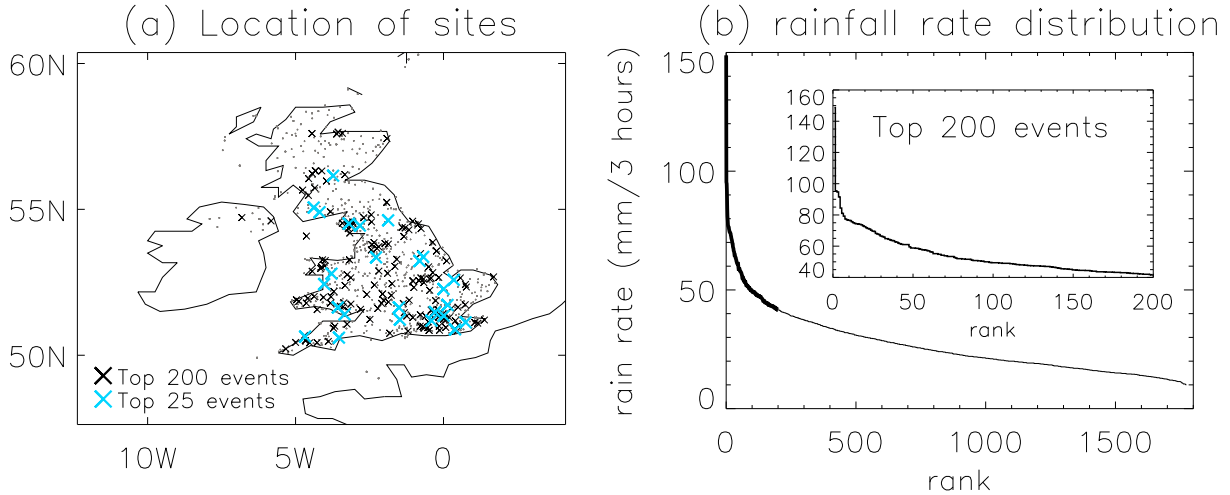 (a) Location of sites
60N
55N
50N
10W
5W
0
Top 200 events
Top 25 events
(b) rainfall rate distribution
rain rate (mm/3 hours)
150
100
50
0
0
500
1000
1500
rank
Top 200 events
160
140
120
100
80
60
40
0
50
100
150
200
rank